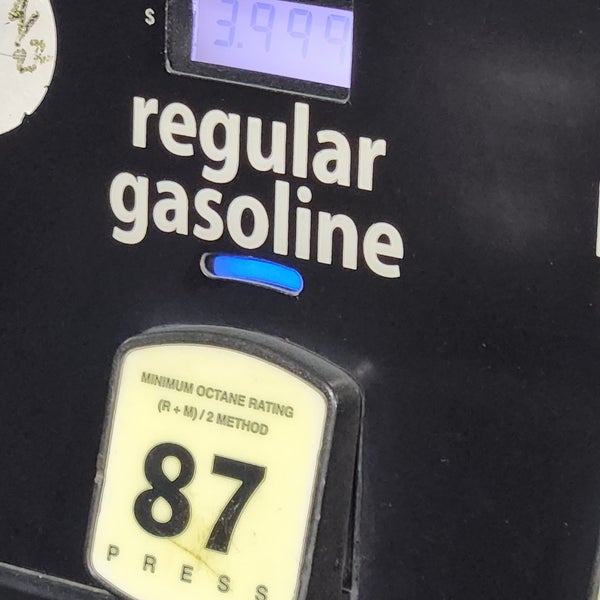 $ 3.999
regular
gasoline
MINIMUM OCTANE RATING
(R + M) / 2 METHOD
87
PRESS